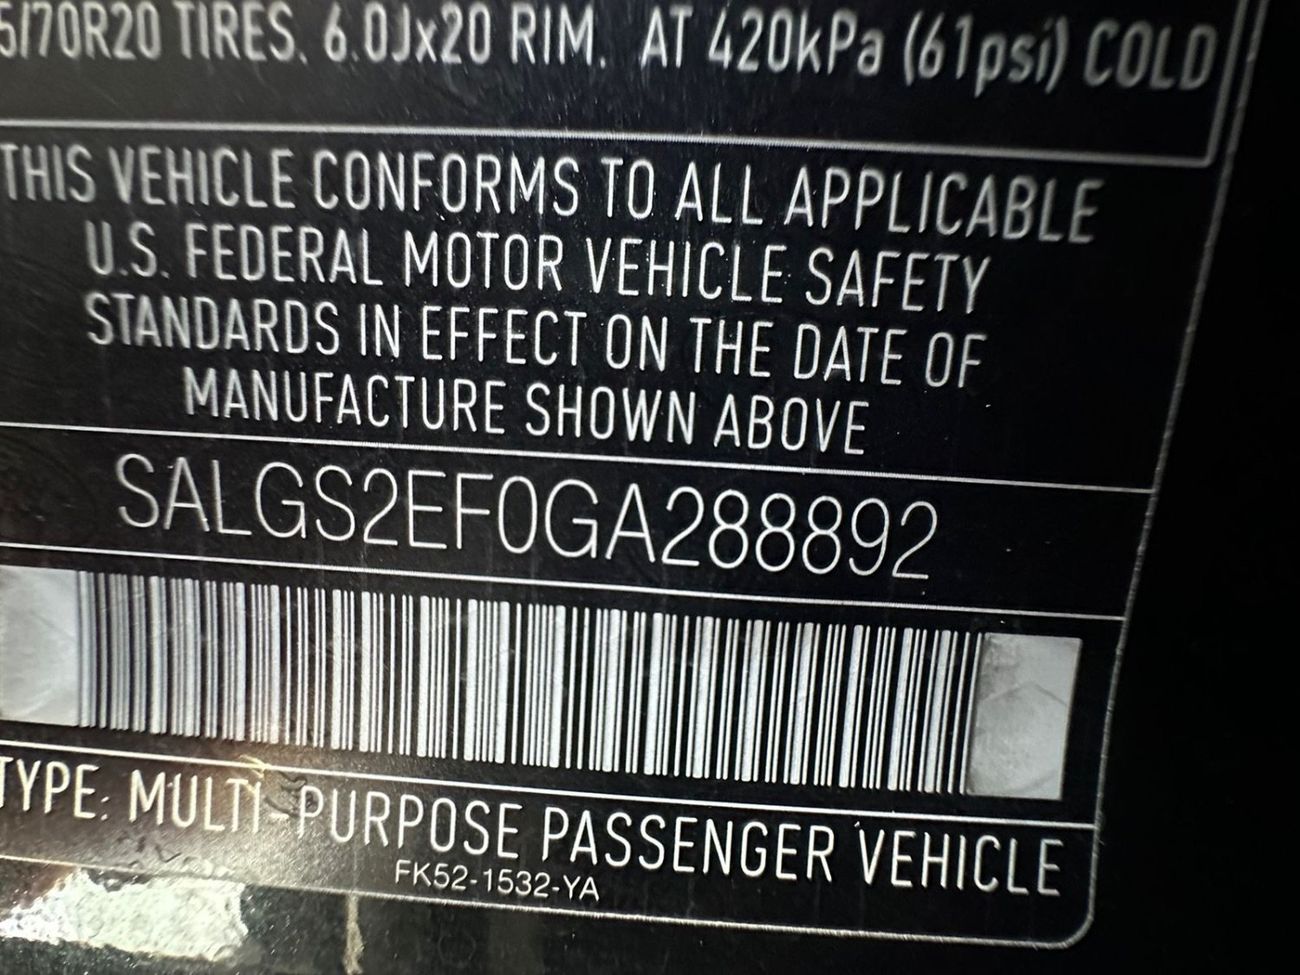 5/70R20 TIRES, 6.0Jx20 RIM, AT 420kPa (61psi) COLD
THIS VEHICLE CONFORMS TO ALL APPLICABLE
U.S. FEDERAL MOTOR VEHICLE SAFETY
STANDARDS IN EFFECT ON THE DATE OF
MANUFACTURE SHOWN ABOVE
SALGS2EF0GA288892
TYPE: MULTI-PURPOSE PASSENGER VEHICLE
FK52-1532-YA